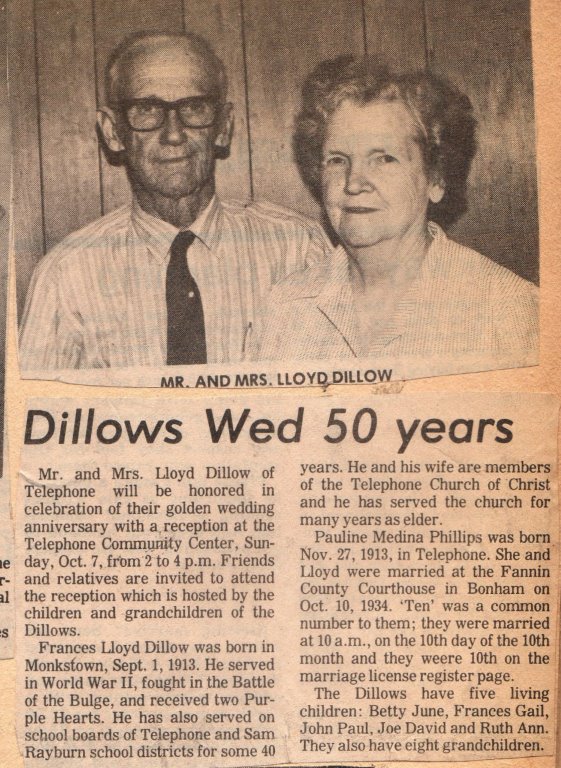 MR. AND MRS. LLOYD DILLOW
Dillows Wed 50 years
Mr. and Mrs. Lloyd Dillow of
Telephone will be honored in
celebration of their golden wedding
anniversary with a reception at the
Telephone Community Center, Sun-
day, Oct. 7, from 2 to 4 p.m. Friends
and relatives are invited to attend
the reception which is hosted by the
children and grandchildren of the
Dillows.
Frances Lloyd Dillow was born in
Monkstown, Sept. 1, 1913. He served
in World War II, fought in the Battle
of the Bulge, and received two Pur-
ple Hearts. He has also served on
school boards of Telephone and Sam
Rayburn school districts for some 40
years. He and his wife are members
of the Telephone Church of Christ
and he has served the church for
many years as elder.
Pauline Medina Phillips was born
Nov. 27, 1913, in Telephone. She and
Lloyd were married at the Fannin
County Courthouse in Bonham on
Oct. 10, 1934. 'Ten' was a common
number to them; they were married
at 10 a.m., on the 10th day of the 10th
month and they weere 10th on the
marriage license register page.
The Dillows have five living
children: Betty June, Frances Gail,
John Paul, Joe David and Ruth Ann.
They also have eight grandchildren.